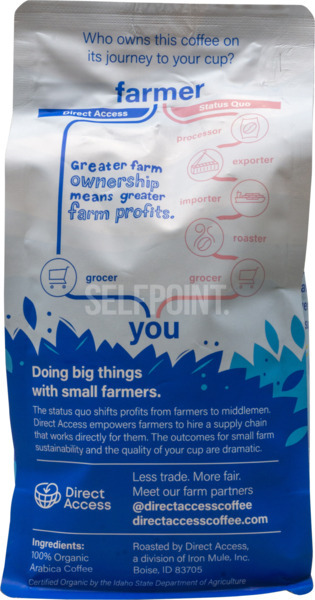 Who owns this coffee on
its journey to your cup?
farmer
Direct Access
Status Quo
processor
Greater farm
ownership
means greater
farm profits.
exporter
importer
roaster
grocer
grocer
SELFPOINT.
you
Doing big things
with small farmers.
The status quo shifts profits from farmers to middlemen.
Direct Access empowers farmers to hire a supply chain
that works directly for them. The outcomes for small farm
sustainability and the quality of your cup are dramatic.
Direct
Access
Less trade. More fair.
Meet our farm partners
@directaccesscoffee
directaccesscoffee.com
Ingredients:
100% Organic
Arabica Coffee
Roasted by Direct Access,
a division of Iron Mule, Inc.
Boise, ID 83705
Certified Organic by the Idaho State Department of Agriculture